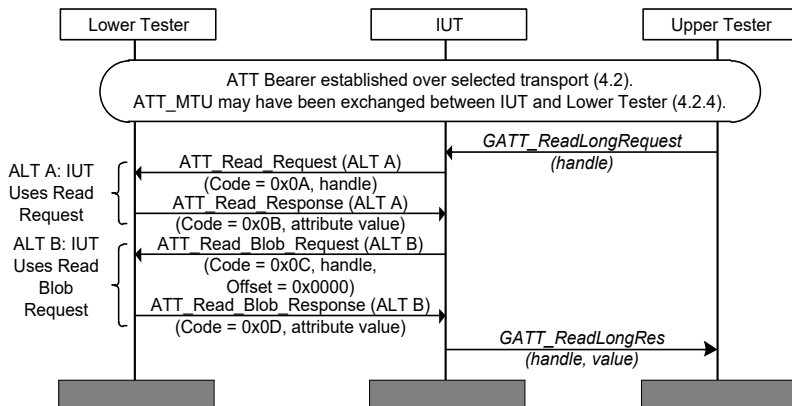 Lower Tester
IUT
Upper Tester
ATT Bearer established over selected transport (4.2).
ATT_MTU may have been exchanged between IUT and Lower Tester (4.2.4).
GATT_ReadLongRequest
(handle)
ALT A: IUT
Uses Read
Request
ATT_Read_Request (ALT A)
(Code = 0x0A, handle)
ATT_Read_Response (ALT A)
(Code = 0x0B, attribute value)
ALT B: IUT
Uses Read
Blob
Request
ATT_Read_Blob_Request (ALT B)
(Code = 0x0C, handle,
Offset = 0x0000)
ATT_Read_Blob_Response (ALT B)
(Code = 0x0D, attribute value)
GATT_ReadLongRes
(handle, value)